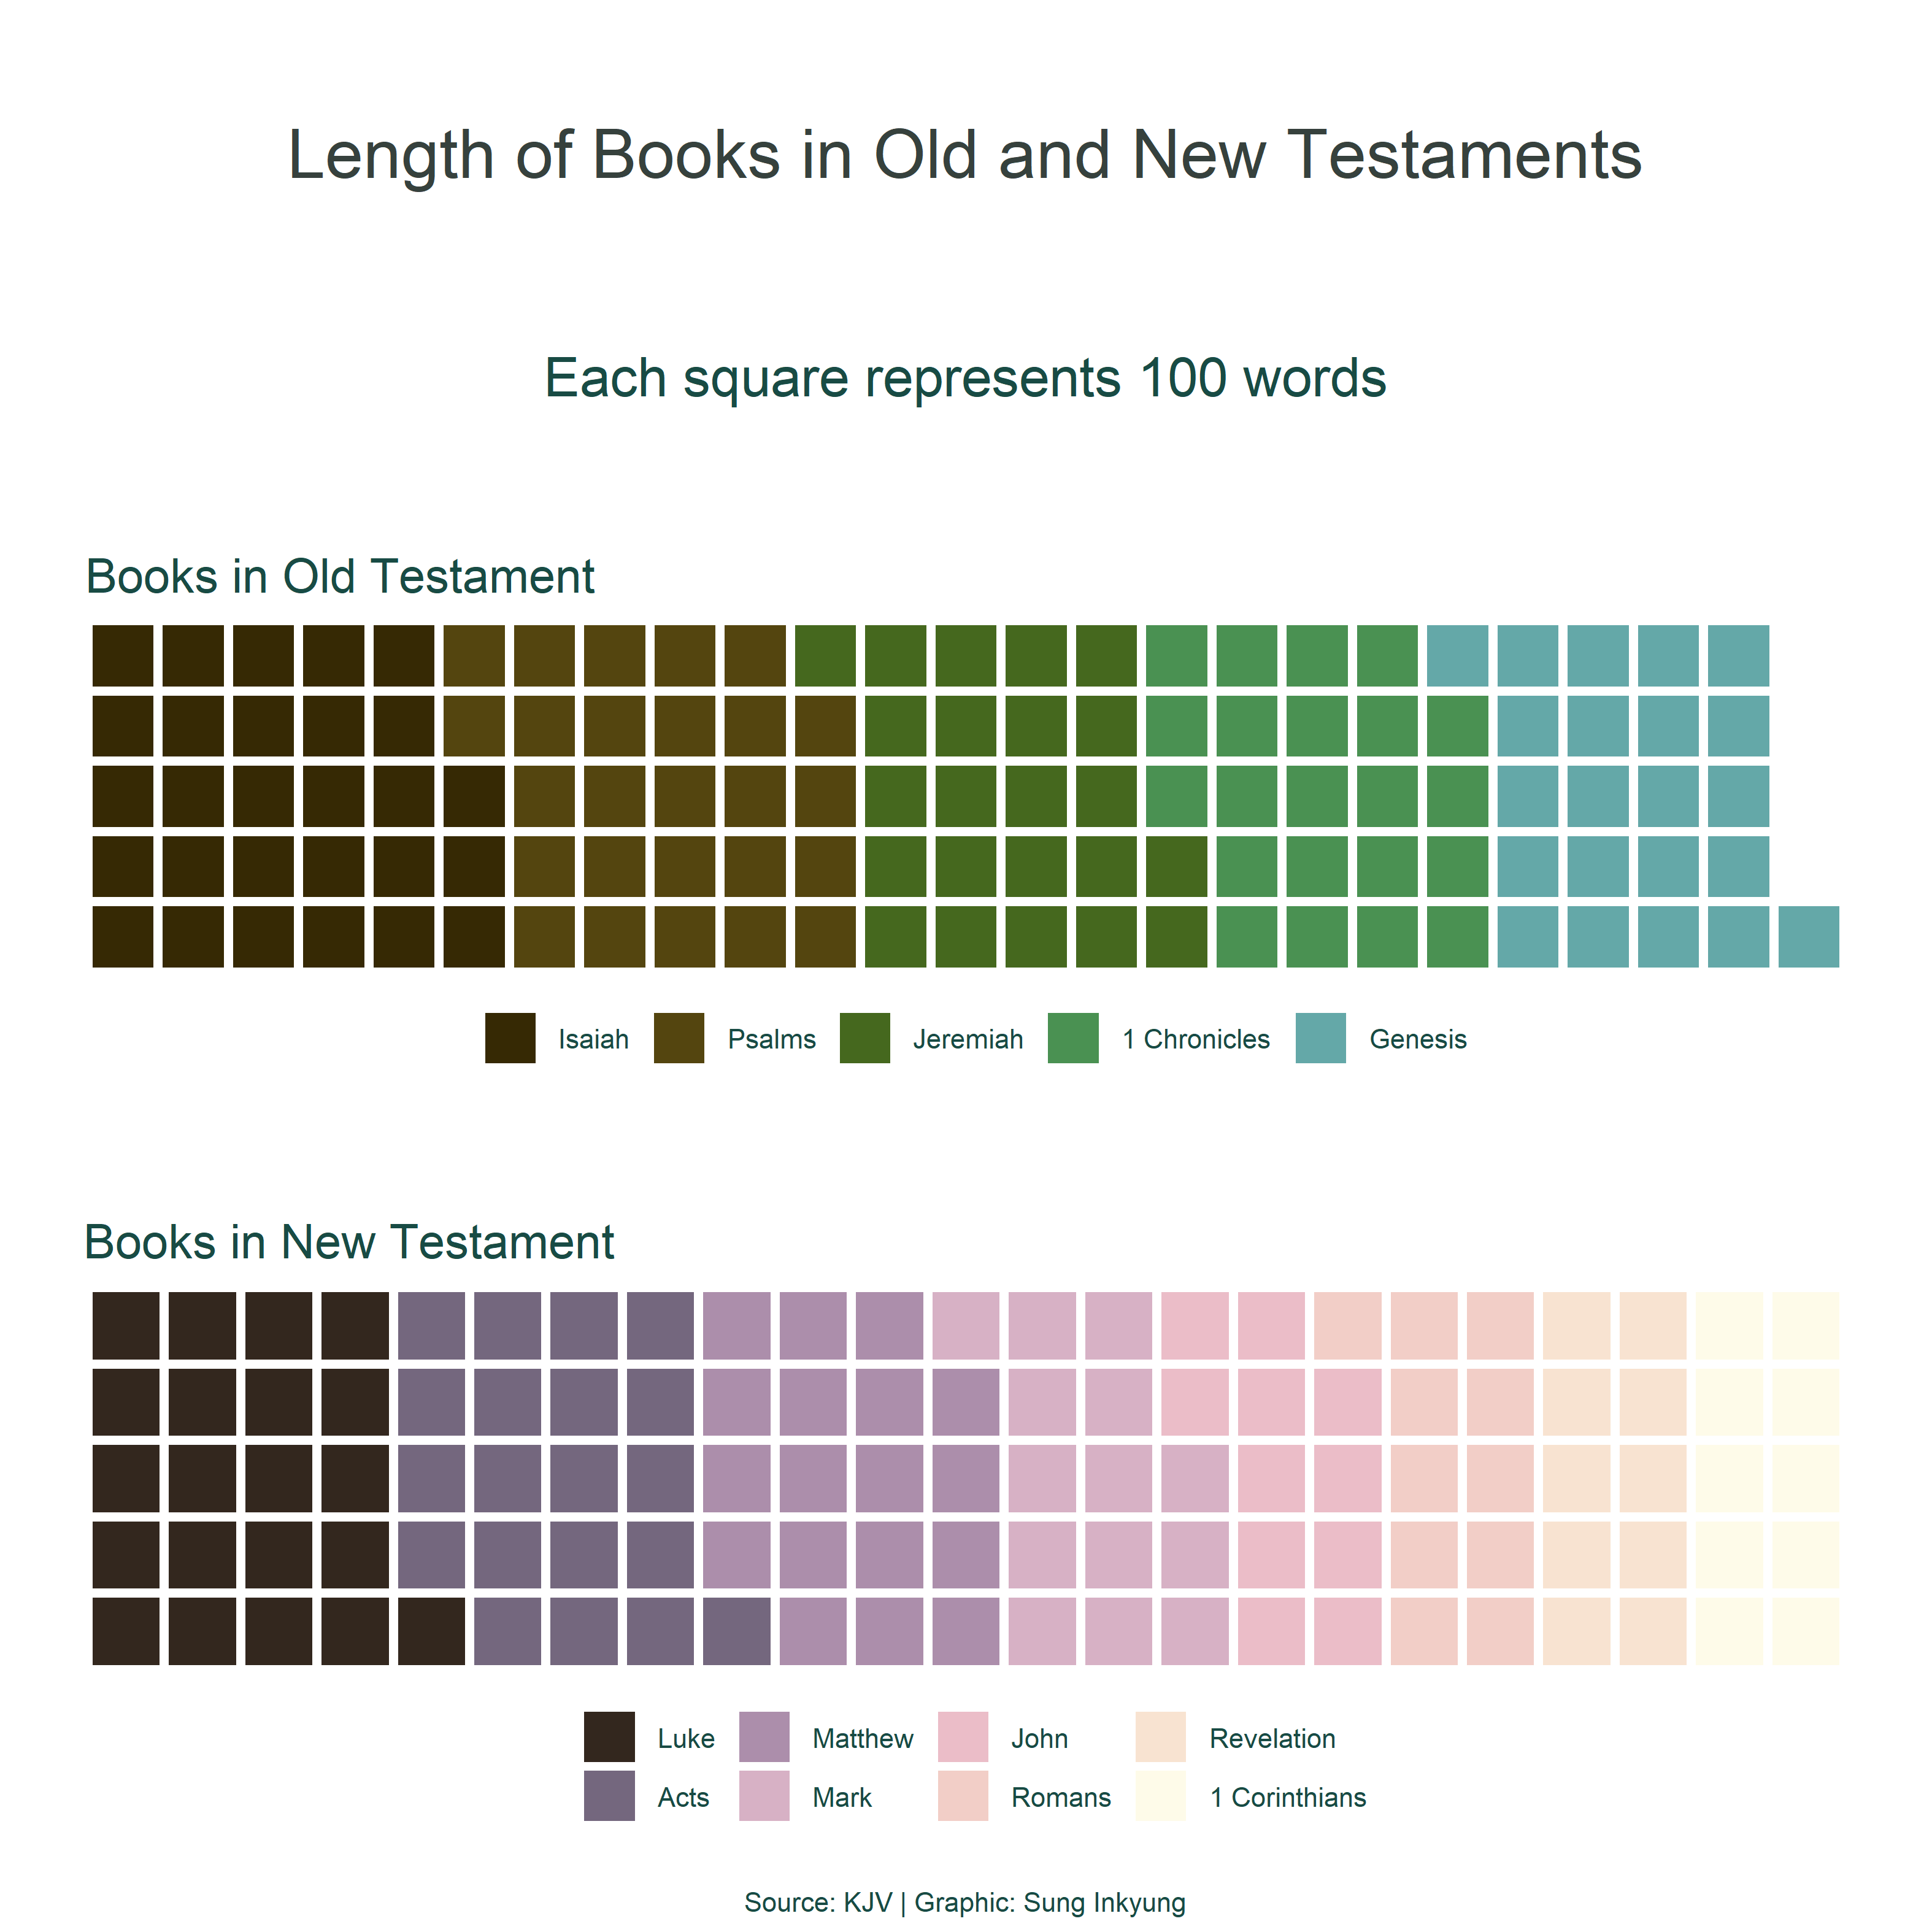 Length of Books in Old and New Testaments
Each square represents 100 words
Books in Old Testament
Isaiah Psalms Jeremiah 1 Chronicles Genesis
Books in New Testament
Luke Matthew John Revelation
Acts Mark Romans 1 Corinthians
Source: KJV | Graphic: Sung Inkyung